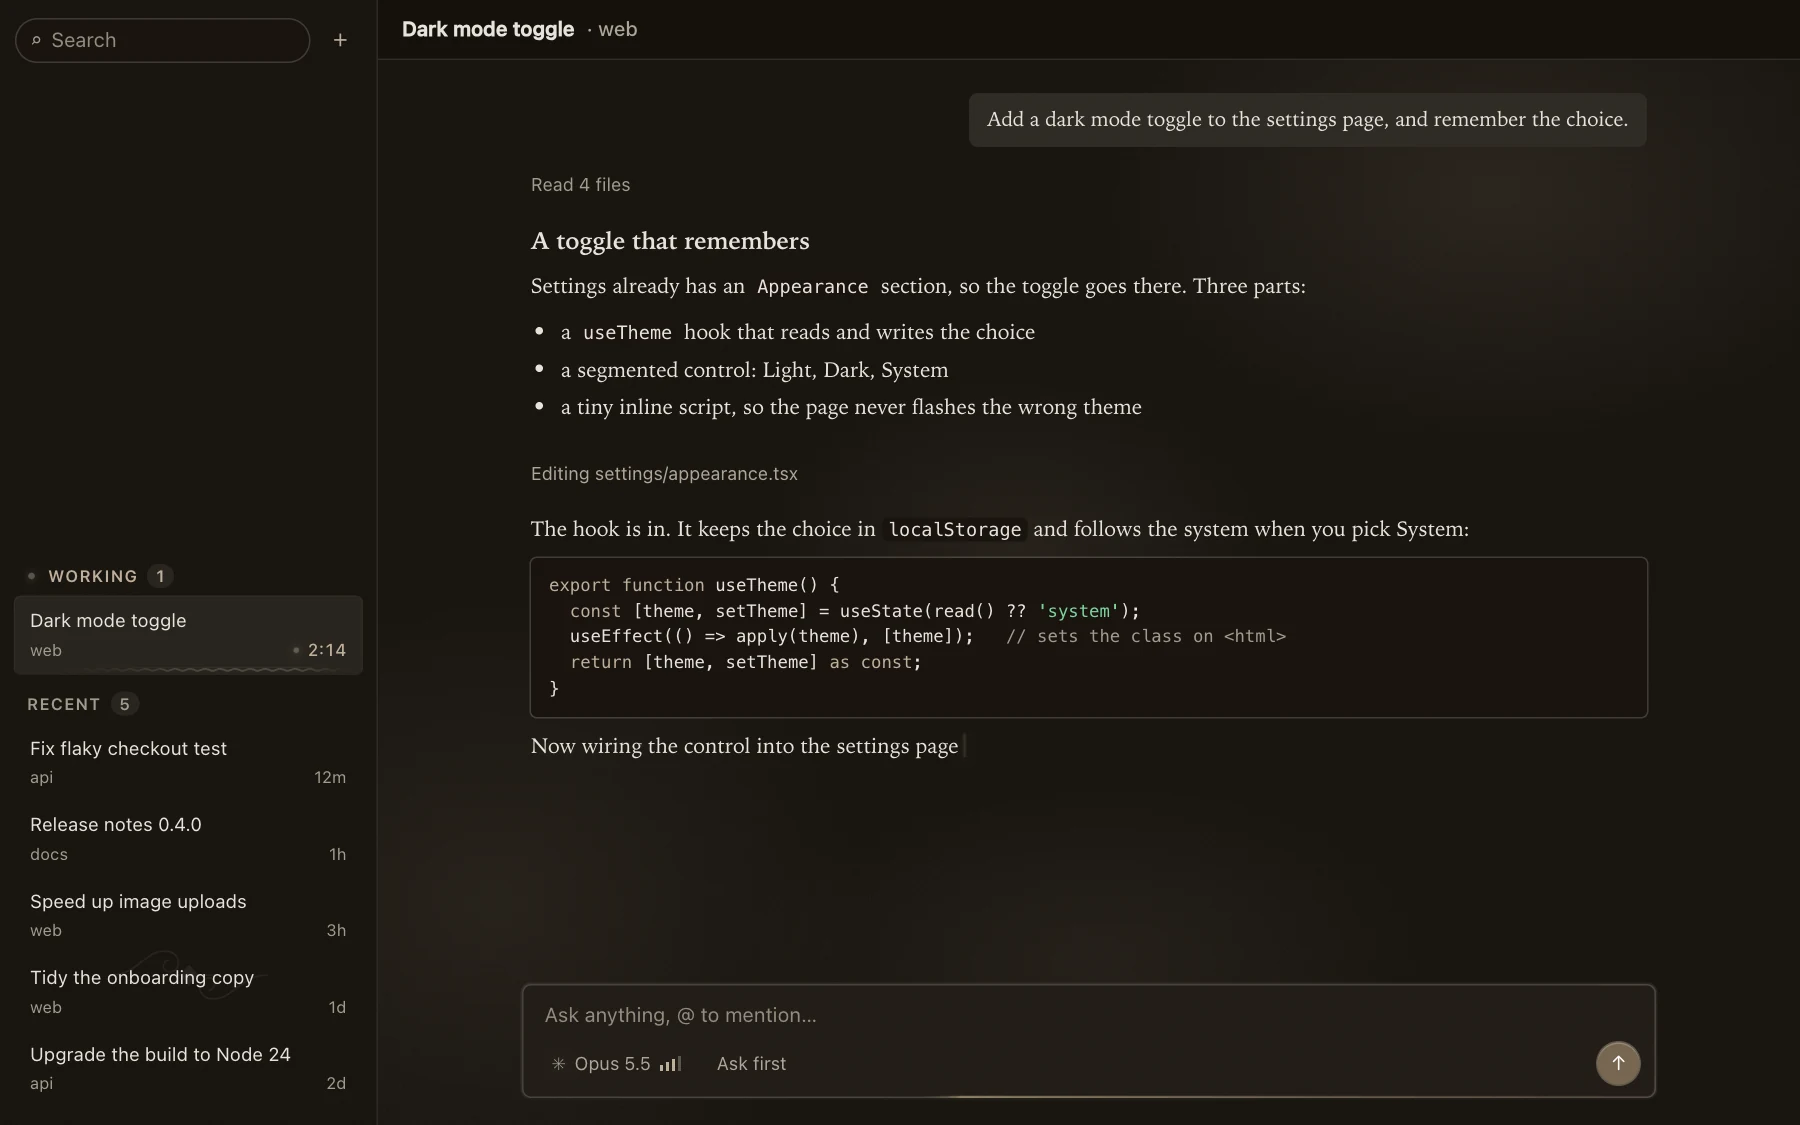 Search
+
Dark mode toggle · web
Add a dark mode toggle to the settings page, and remember the choice.
Read 4 files
A toggle that remembers
Settings already has an Appearance section, so the toggle goes there. Three parts:
• a useTheme hook that reads and writes the choice
• a segmented control: Light, Dark, System
• a tiny inline script, so the page never flashes the wrong theme
Editing settings/appearance.tsx
The hook is in. It keeps the choice in localStorage and follows the system when you pick System:
export function useTheme() {
  const [theme, setTheme] = useState(read() ?? 'system');
  useEffect(() => apply(theme), [theme]);   // sets the class on <html>
  return [theme, setTheme] as const;
}
Now wiring the control into the settings page
WORKING 1
Dark mode toggle
web 2:14
RECENT 5
Fix flaky checkout test
api 12m
Release notes 0.4.0
docs 1h
Speed up image uploads
web 3h
Tidy the onboarding copy
web 1d
Upgrade the build to Node 24
api 2d
Ask anything, @ to mention...
Opus 5.5 Ask first